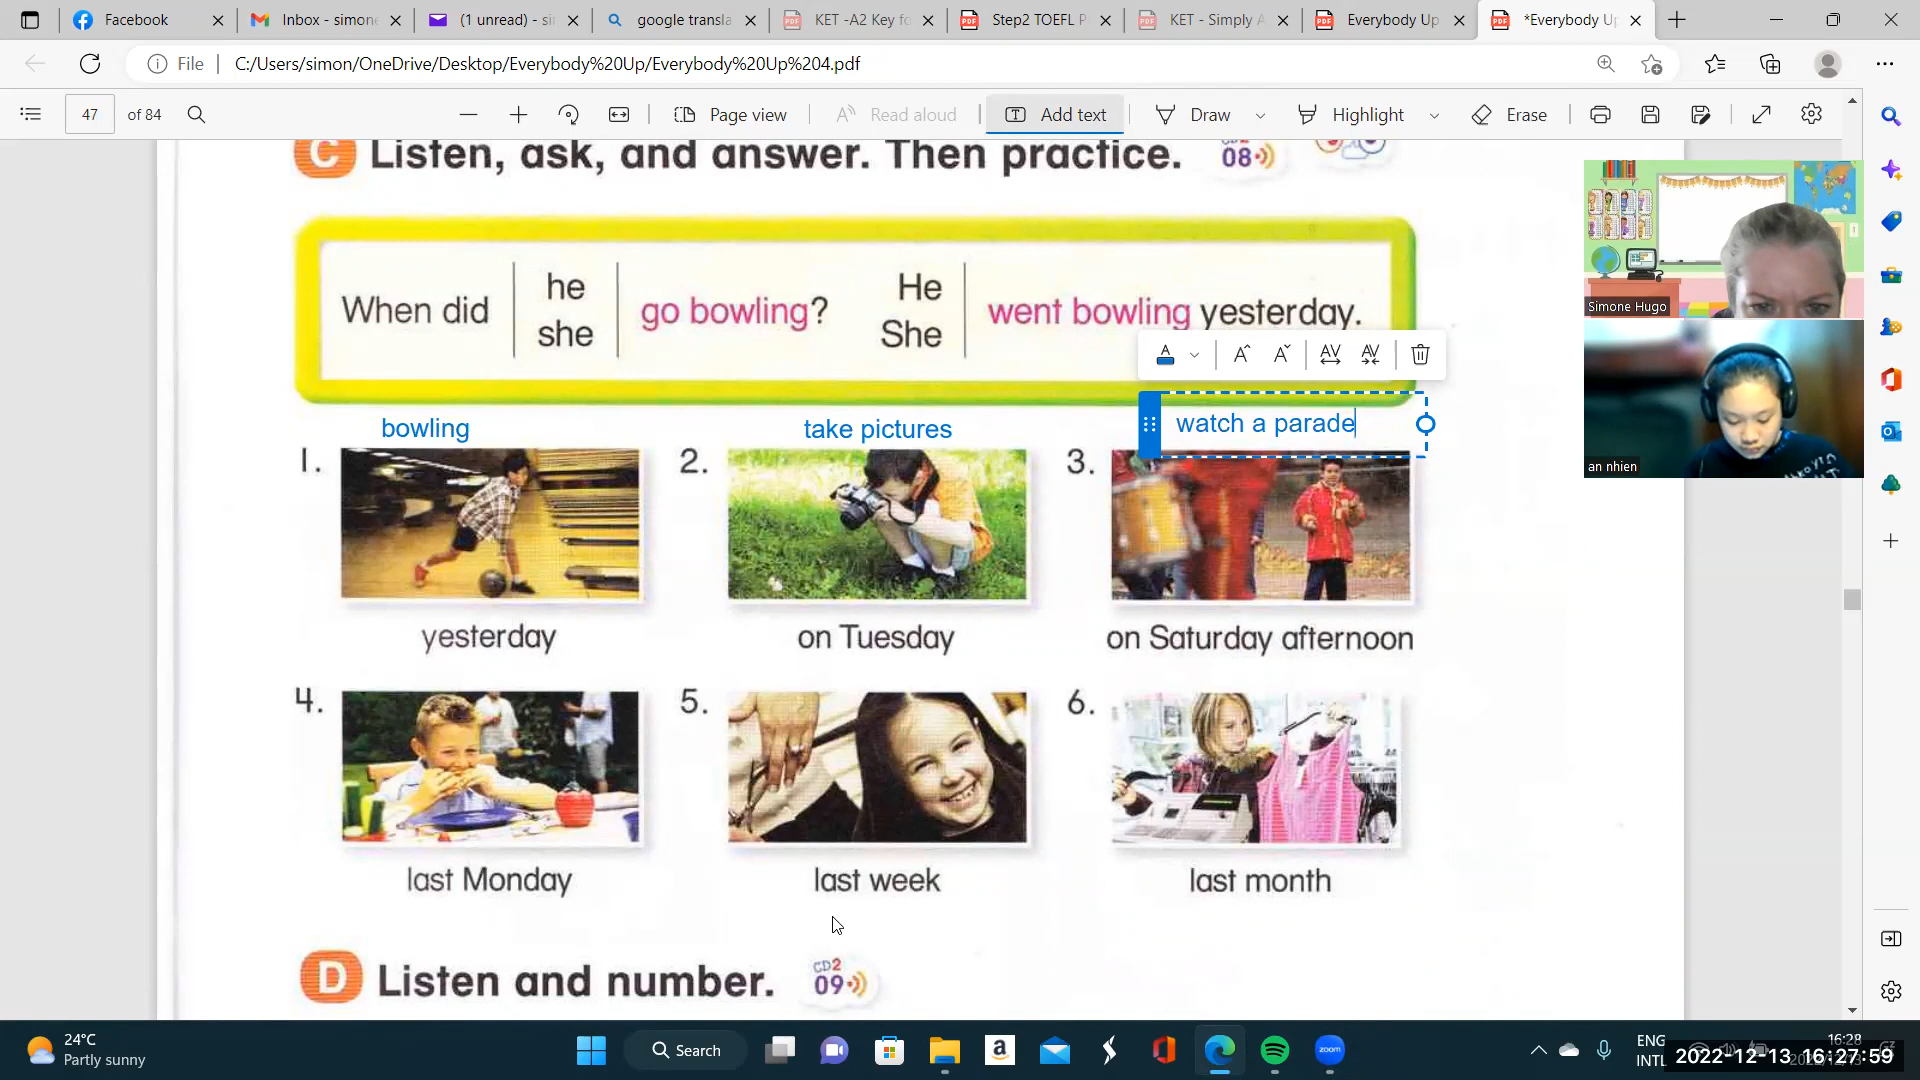 Facebook
Inbox - simone
(1 unread) - si
google transla
KET -A2 Key fo
Step2 TOEFL P
KET - Simply A
Everybody Up
*Everybody Up
File
C:/Users/simon/OneDrive/Desktop/Everybody%20Up/Everybody%20Up%204.pdf
47 of 84
Page view
Read aloud
Add text
Draw
Highlight
Erase
C Listen, ask, and answer. Then practice.
08
When did he she go bowling? He She went bowling yesterday.
bowling
take pictures
watch a parade
1.
2.
3.
yesterday
on Tuesday
on Saturday afternoon
4.
5.
6.
last Monday
last week
last month
D Listen and number.
CD2
09
Simone Hugo
an nhien
24°C
Partly sunny
Search
amazon
zoom
ENG
INTL
16:28
2022-12-13 16:27:59